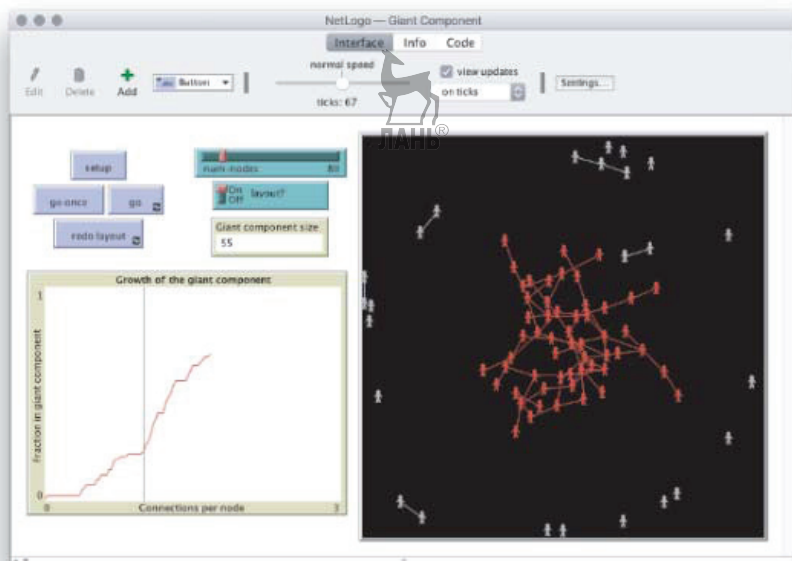 NetLogo — Giant Component
Interface Info Code
normal speed
view updates
Edit Delete Add Button
on ticks
Settings...
ticks: 67
ЛАНЬ®
setup
num-nodes 80
go once go
On
Off layout?
redo layout
Giant component size
55
Growth of the giant component
1
Fraction in giant component
0
0 Connections per node 3